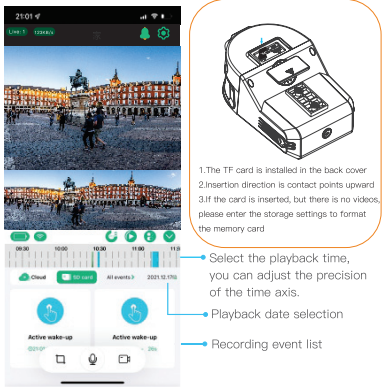 21:01
Live: 1 123KB/s
1.The TF card is installed in the back cover
2.Insertion direction is contact points upward
3.If the card is inserted, but there is no videos,
please enter the storage settings to format
the memory card
09:30 10:00 10:30 11:00 11:3
Cloud SD card All events> 2021.12.17
Select the playback time,
you can adjust the precision
of the time axis.
Playback date selection
Active wake-up Active wake-up
Recording event list